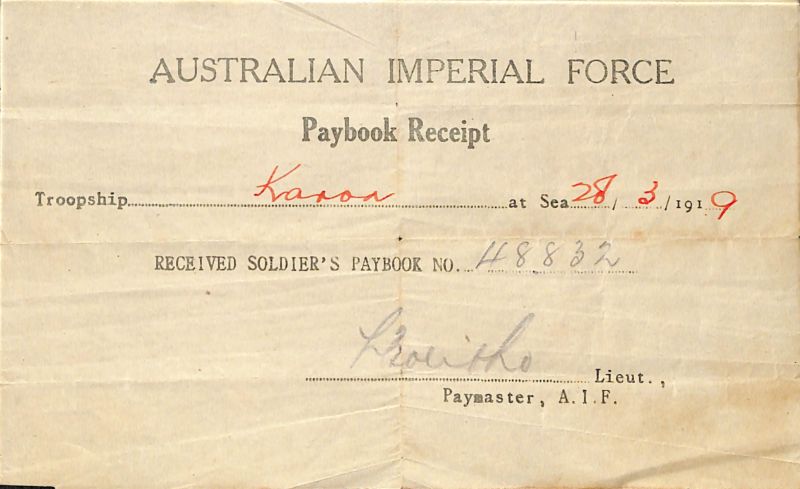 AUSTRALIAN IMPERIAL FORCE
Paybook Receipt
Troopship Karoa at Sea 28/3/1919
RECEIVED SOLDIER'S PAYBOOK NO. 48832
Lieut.,
Paymaster, A.I.F.